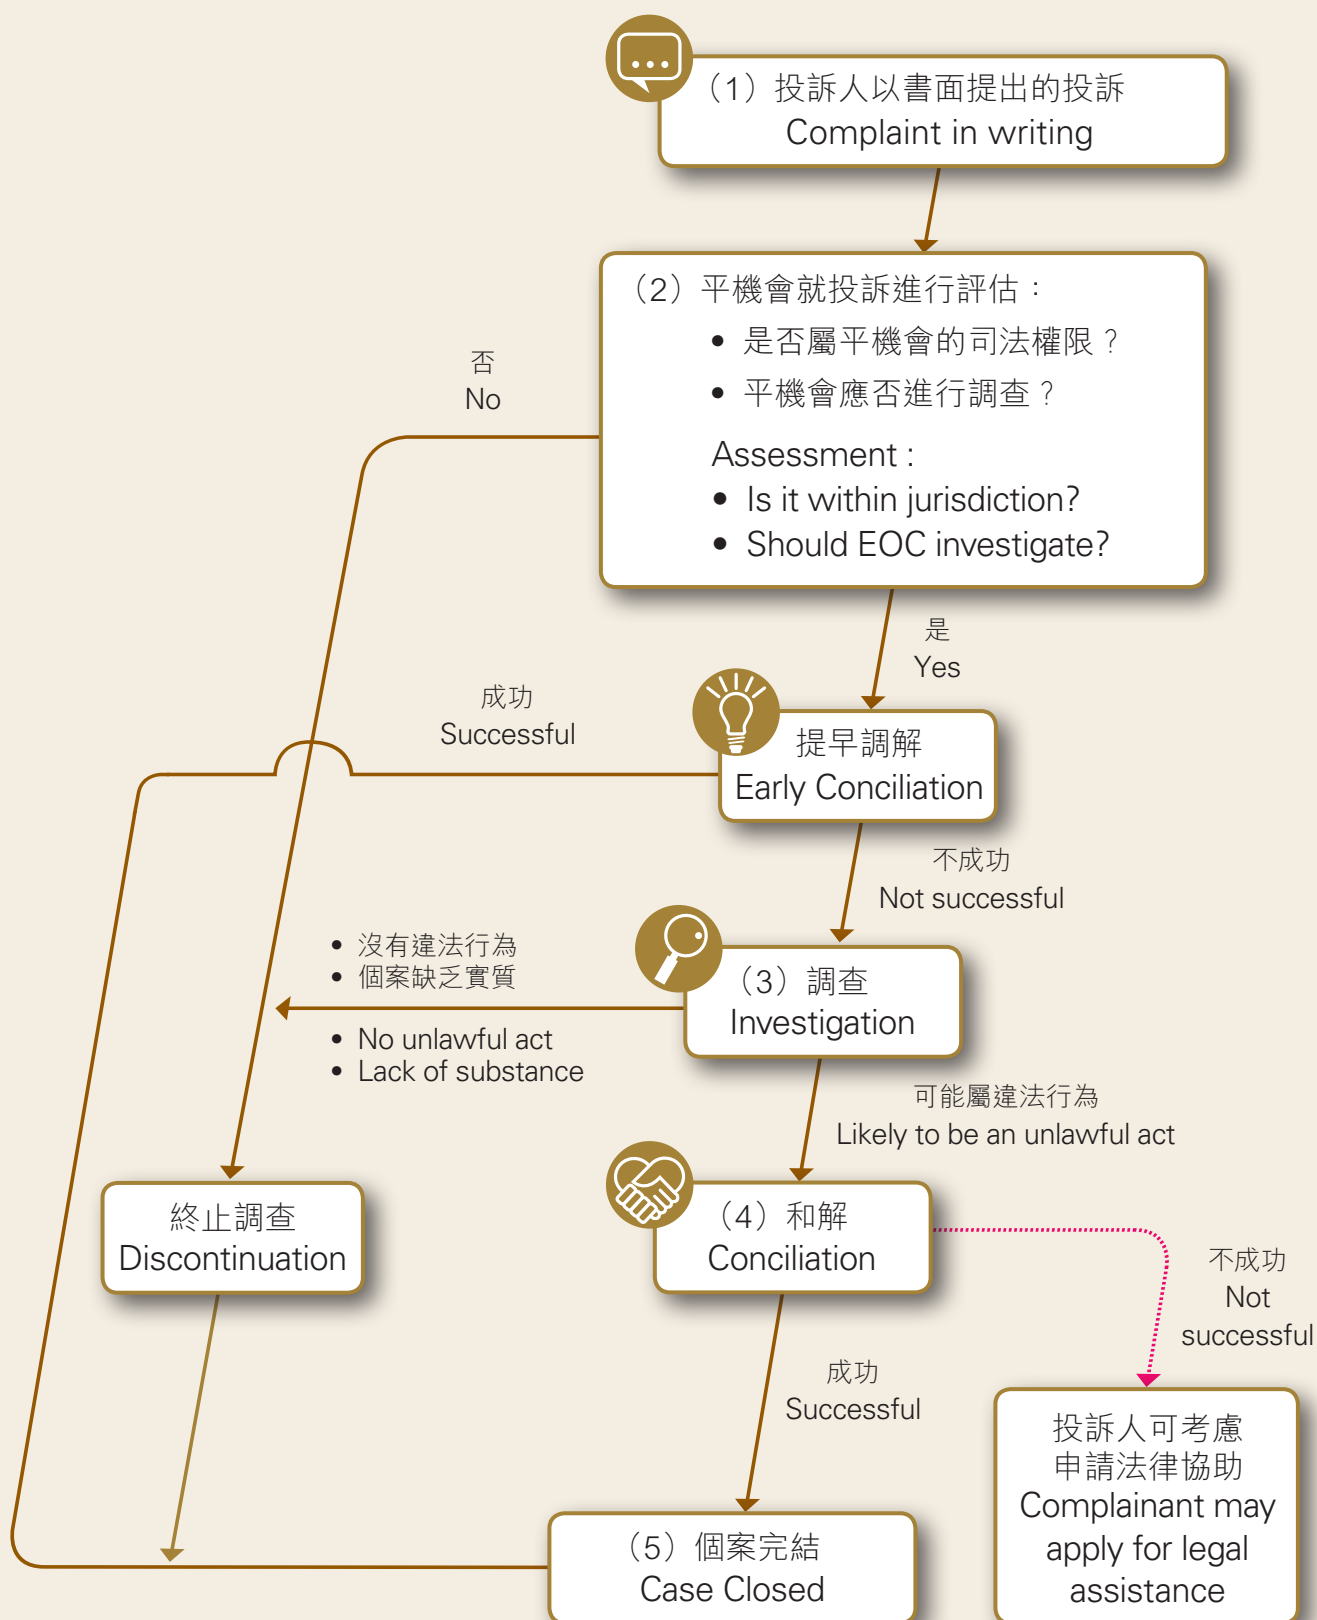 （1）投訴人以書面提出的投訴
Complaint in writing
（2）平機會就投訴進行評估：
• 是否屬平機會的司法權限？
• 平機會應否進行調查？
Assessment :
• Is it within jurisdiction?
• Should EOC investigate?
否
No
是
Yes
成功
Successful
提早調解
Early Conciliation
不成功
Not successful
• 沒有違法行為
• 個案缺乏實質
• No unlawful act
• Lack of substance
（3）調查
Investigation
可能屬違法行為
Likely to be an unlawful act
終止調查
Discontinuation
（4）和解
Conciliation
不成功
Not
successful
成功
Successful
投訴人可考慮
申請法律協助
Complainant may
apply for legal
assistance
（5）個案完結
Case Closed